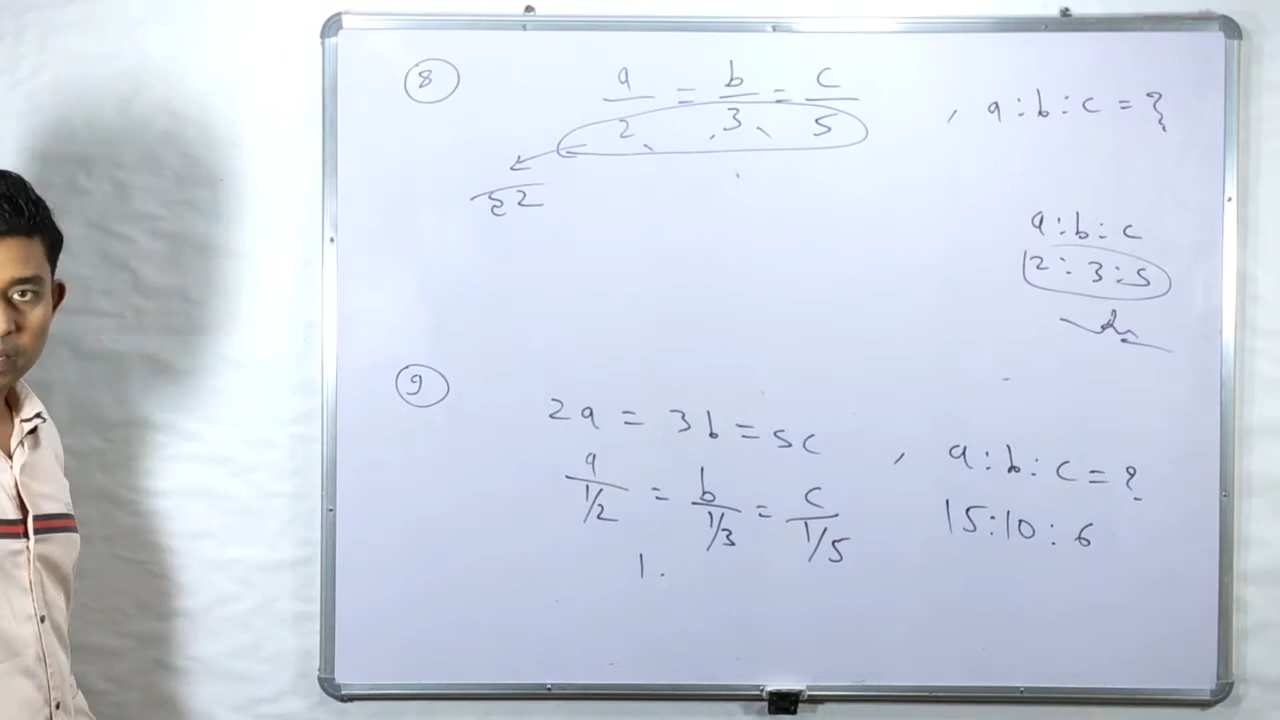 8 a/2 = b/3 = c/5 , a : b : c = ?
a : b : c
2 : 3 : 5
9 2a = 3b = 5c , a : b : c = ?
a/1/2 = b/1/3 = c/1/5 15 : 10 : 6
1.